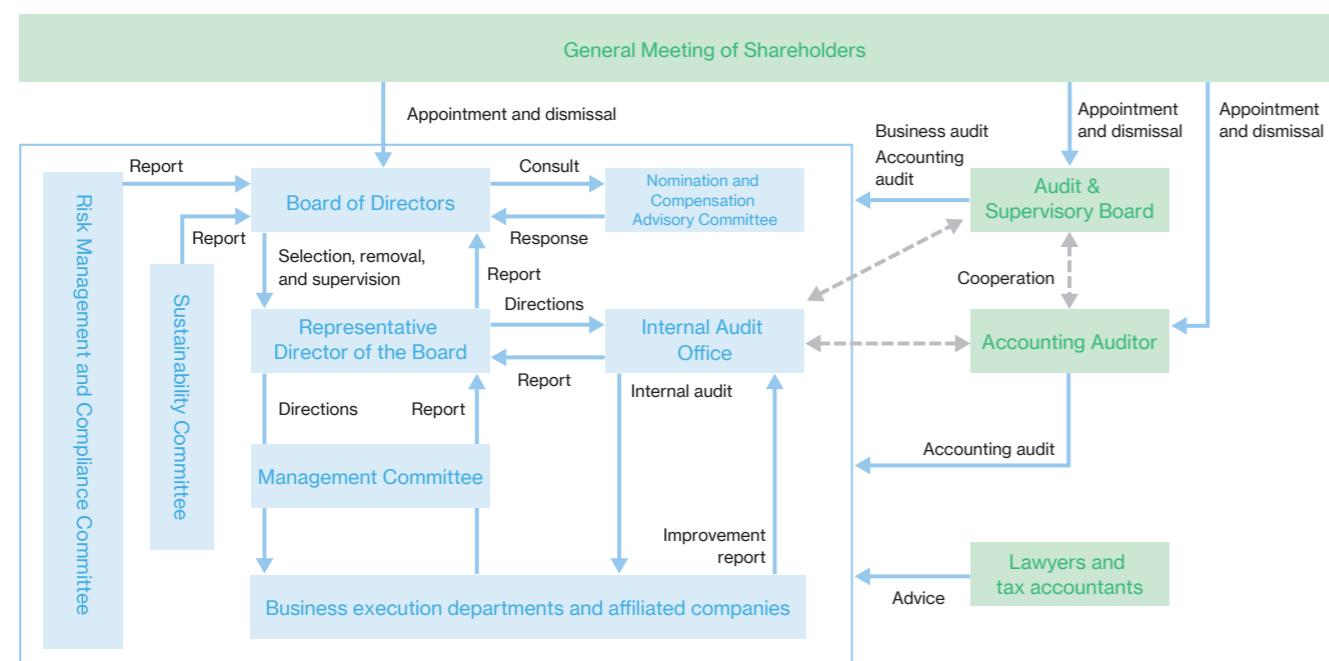 General Meeting of Shareholders
Appointment and dismissal
Appointment
and dismissal
Appointment
and dismissal
Business audit
Accounting
audit
Report
Board of Directors
Consult
Response
Nomination and
Compensation
Advisory Committee
Audit &
Supervisory Board
Report
Selection, removal,
and supervision
Report
Cooperation
Risk Management and Compliance Committee
Sustainability Committee
Representative
Director of the Board
Directions
Report
Internal Audit
Office
Accounting Auditor
Directions
Report
Internal audit
Management Committee
Accounting audit
Improvement
report
Business execution departments and affiliated companies
Lawyers and
tax accountants
Advice